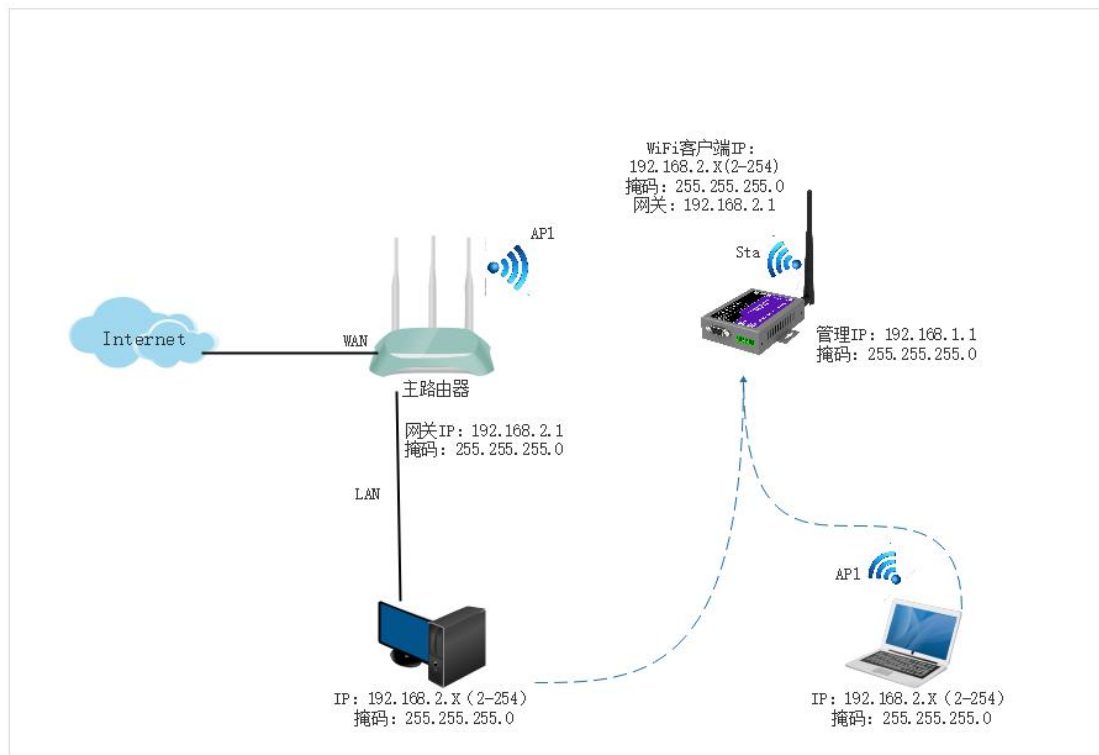 WiFi客户端IP：
192.168.2.X(2-254)
掩码：255.255.255.0
网关：192.168.2.1
AP1
Sta
Internet
WAN
管理IP：192.168.1.1
掩码：255.255.255.0
主路由器
网关IP：192.168.2.1
掩码：255.255.255.0
LAN
AP1
IP：192.168.2.X（2-254）
掩码：255.255.255.0
IP：192.168.2.X（2-254）
掩码：255.255.255.0